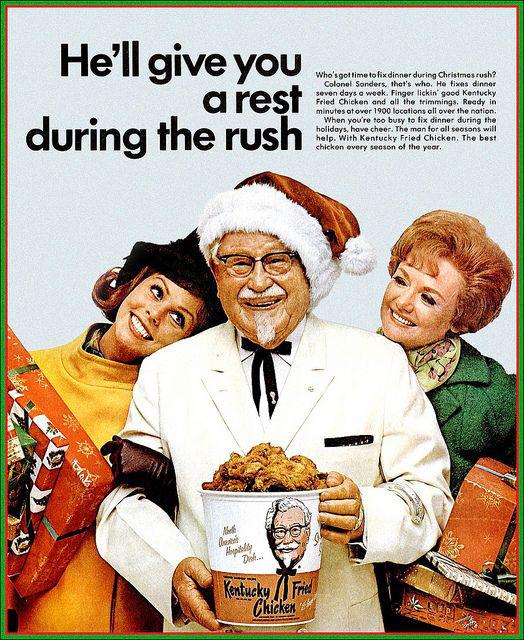 He'll give you
a rest
during the rush
Who's got time to fix dinner during Christmas rush?
Colonel Sanders, that's who. He fixes dinner
seven days a week. Finger lickin' good Kentucky
Fried Chicken and all the trimmings. Ready in
minutes at over 1900 locations all over the nation.
When you're too busy to fix dinner during the
holidays, have cheer. The man for all seasons will
help. With Kentucky Fried Chicken. The best
chicken every season of the year.
North
America's
Hospitality
Dish...
Kentucky Fried
Chicken